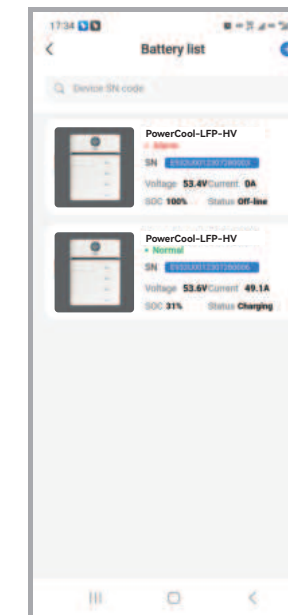 17:34
Battery list
Device SN code
PowerCool-LFP-HV
• Alarm
SN
Voltage 53.4V Current 0A
SOC 100% Status Off-line
PowerCool-LFP-HV
• Normal
SN
Voltage 53.6V Current 49.1A
SOC 31% Status Charging